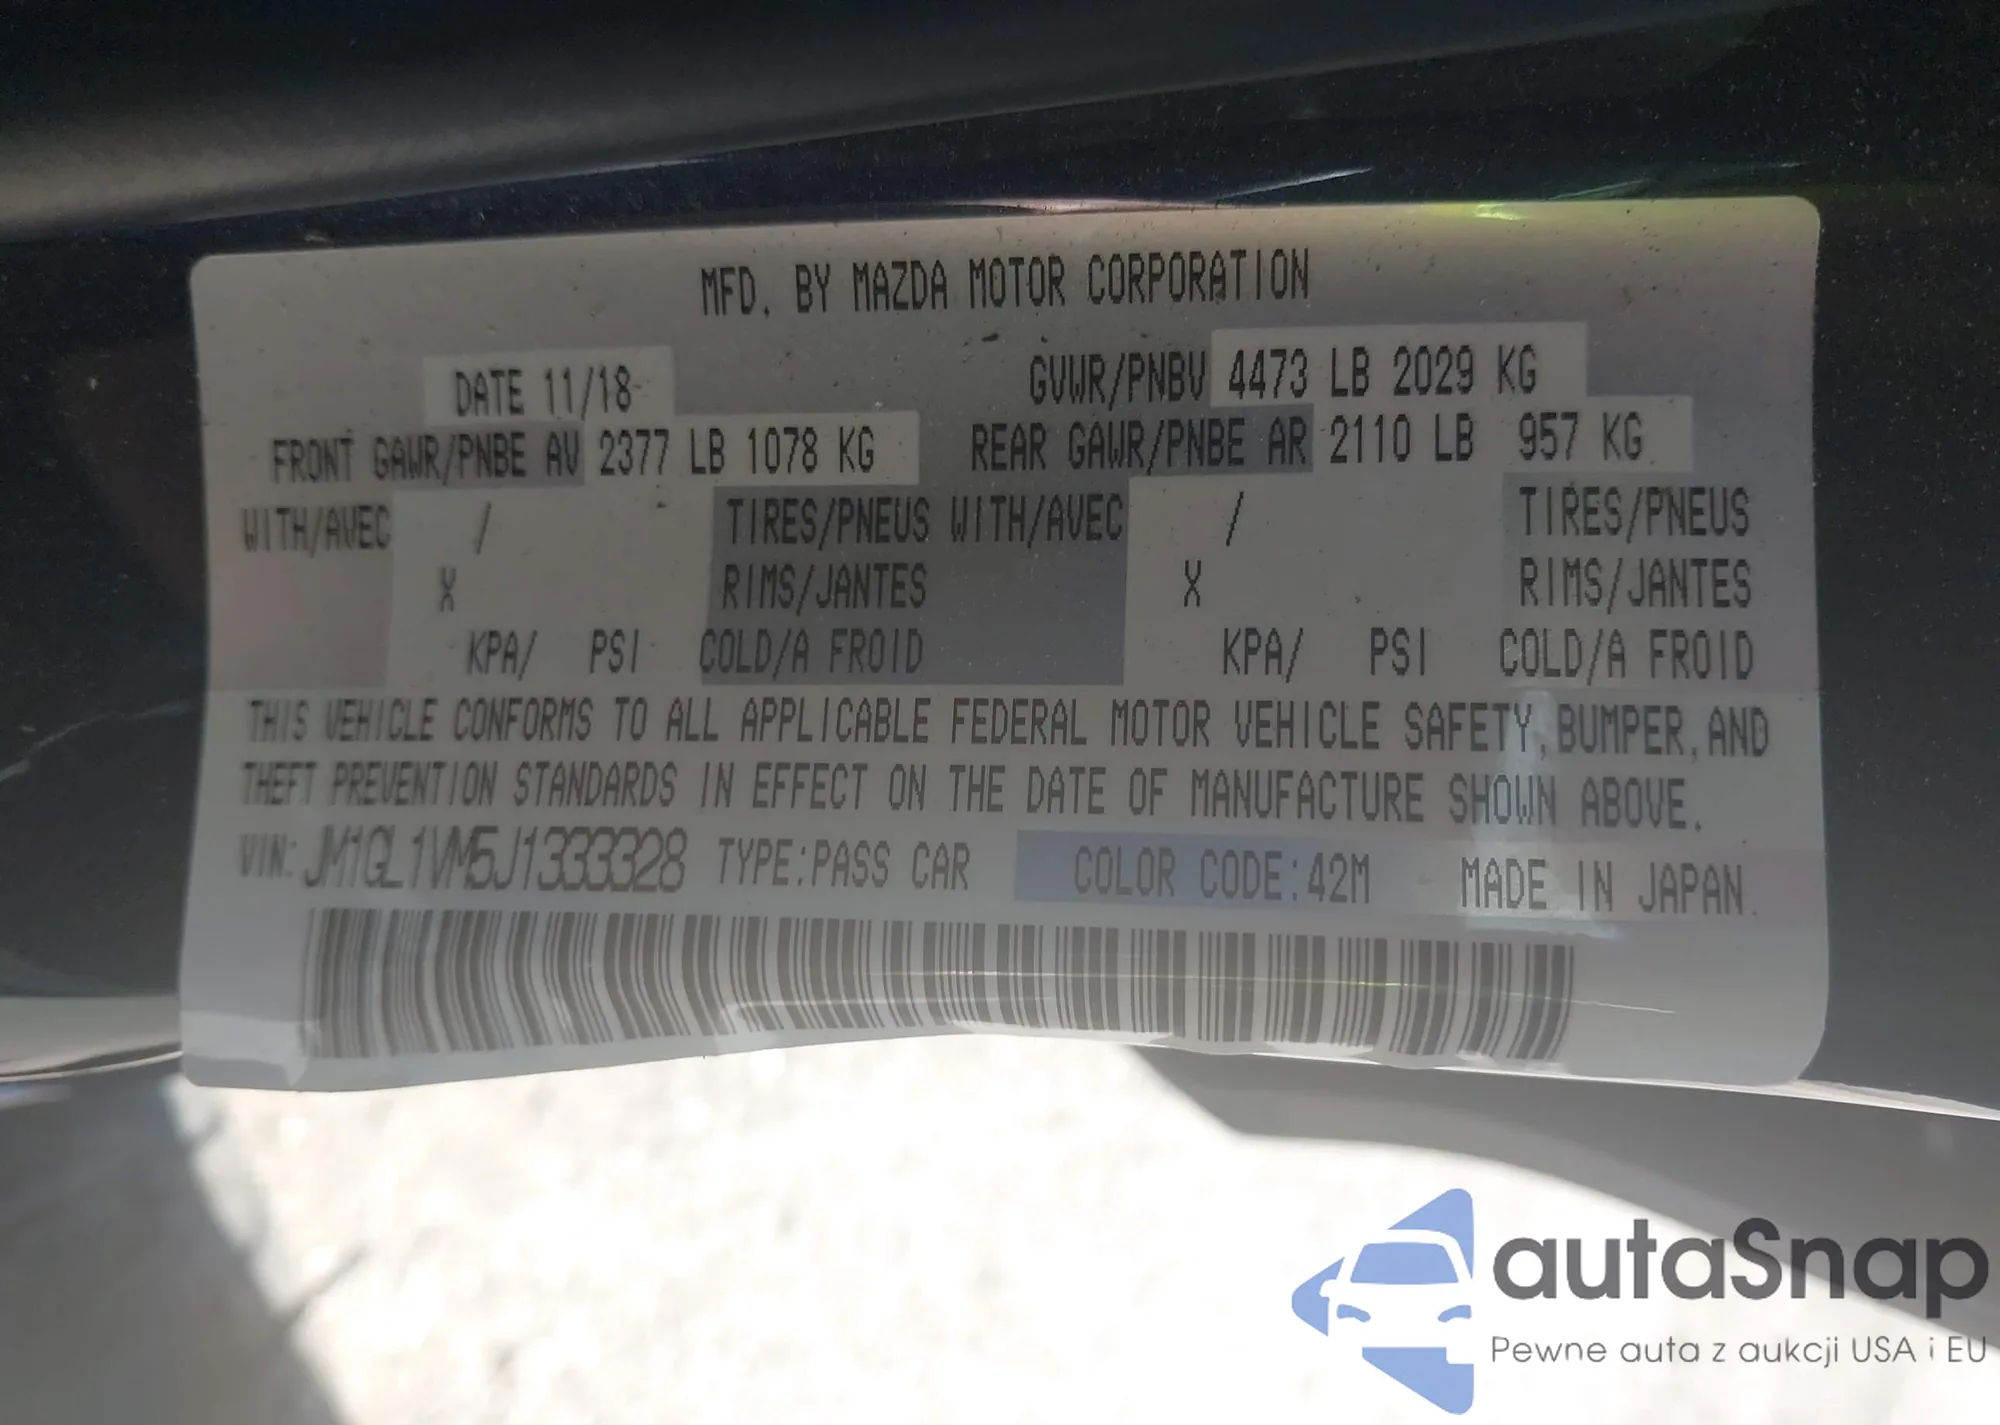 MFD. BY MAZDA MOTOR CORPORATION
DATE 11/18 GVWR/PNBV 4473 LB 2029 KG
FRONT GAWR/PNBE AV 2377 LB 1078 KG REAR GAWR/PNBE AR 2110 LB 957 KG
WITH/AVEC / TIRES/PNEUS WITH/AVEC / TIRES/PNEUS
X RIMS/JANTES X RIMS/JANTES
KPA/ PSI COLD/A FROID KPA/ PSI COLD/A FROID
THIS VEHICLE CONFORMS TO ALL APPLICABLE FEDERAL MOTOR VEHICLE SAFETY, BUMPER, AND
THEFT PREVENTION STANDARDS IN EFFECT ON THE DATE OF MANUFACTURE SHOWN ABOVE.
VIN: JM1GL1VM5J1333328 TYPE:PASS CAR COLOR CODE:42M MADE IN JAPAN.
autaSnap
Pewne auta z aukcji USA i EU